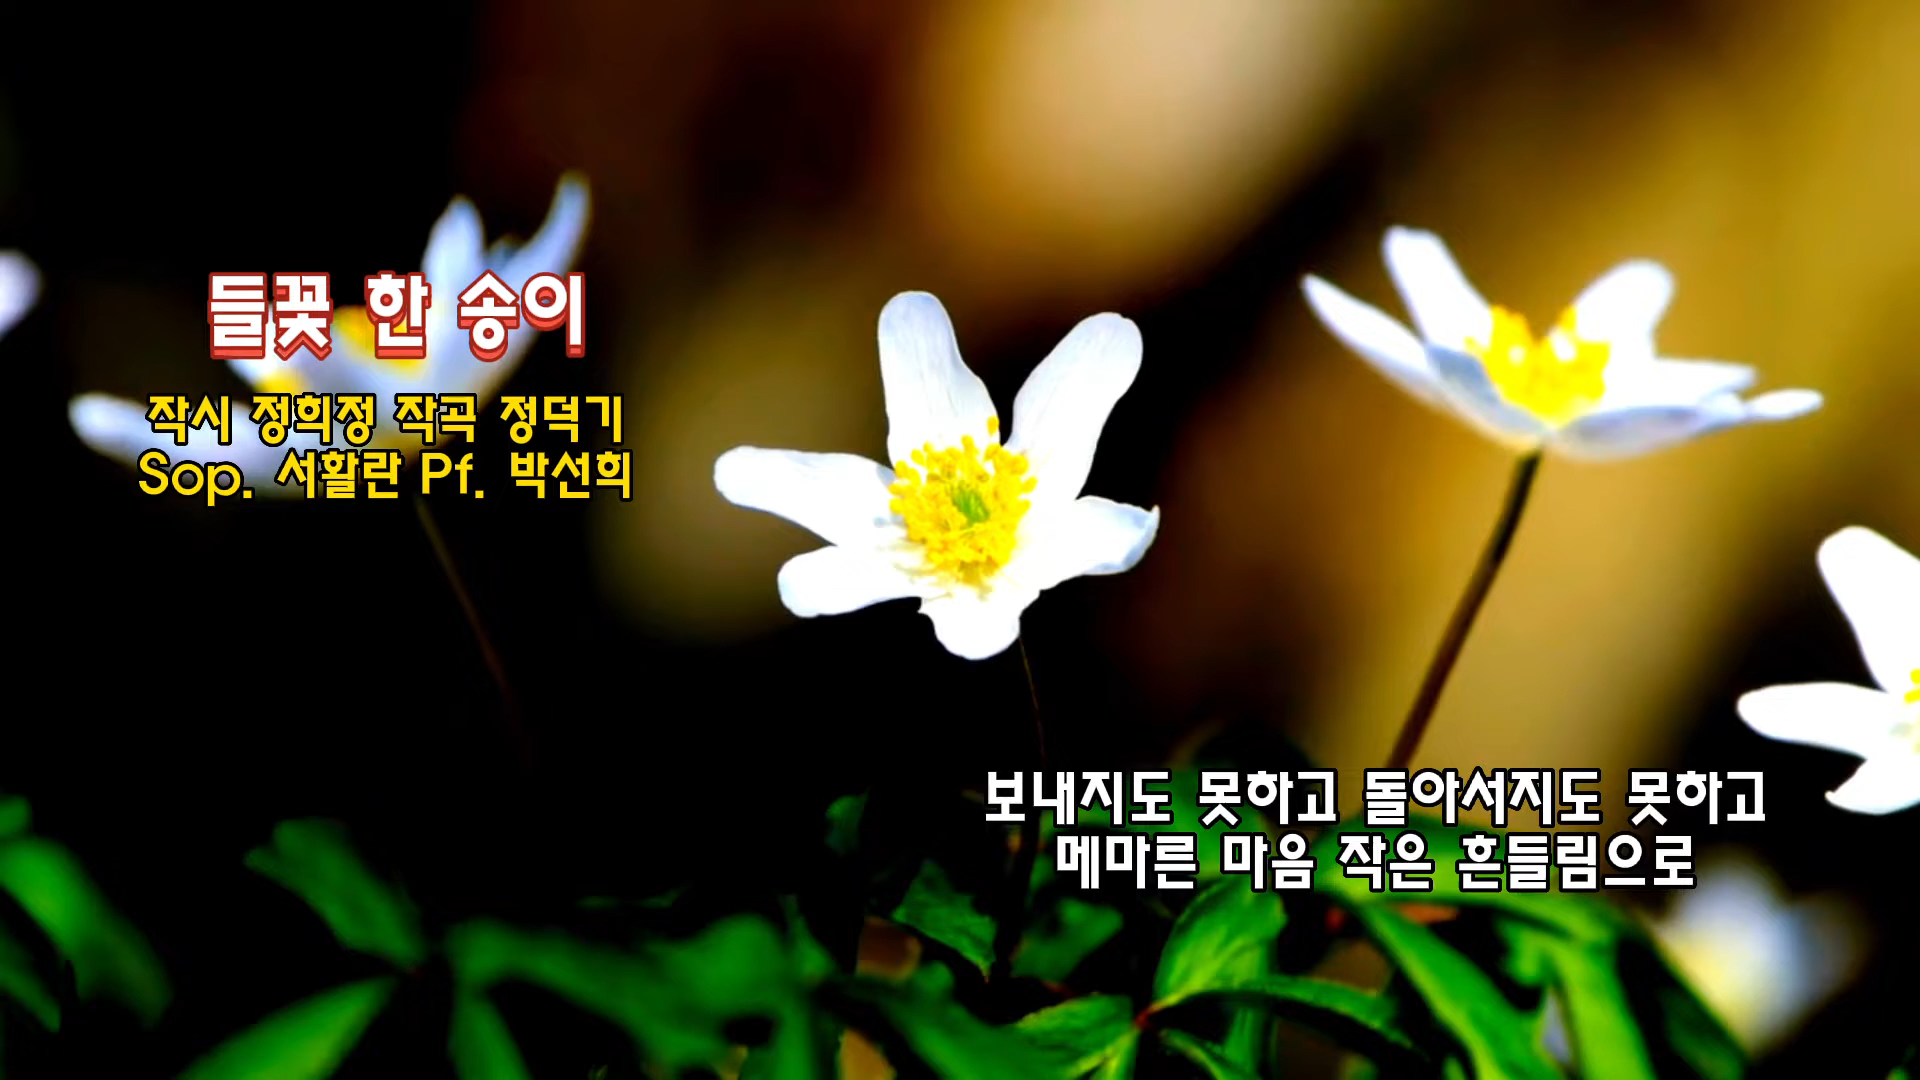 들꽃 한 송이
작시 정희정 작곡 정덕기
Sop. 서활란 Pf. 박선희
보내지도 못하고 돌아서지도 못하고
메마른 마음 작은 흔들림으로